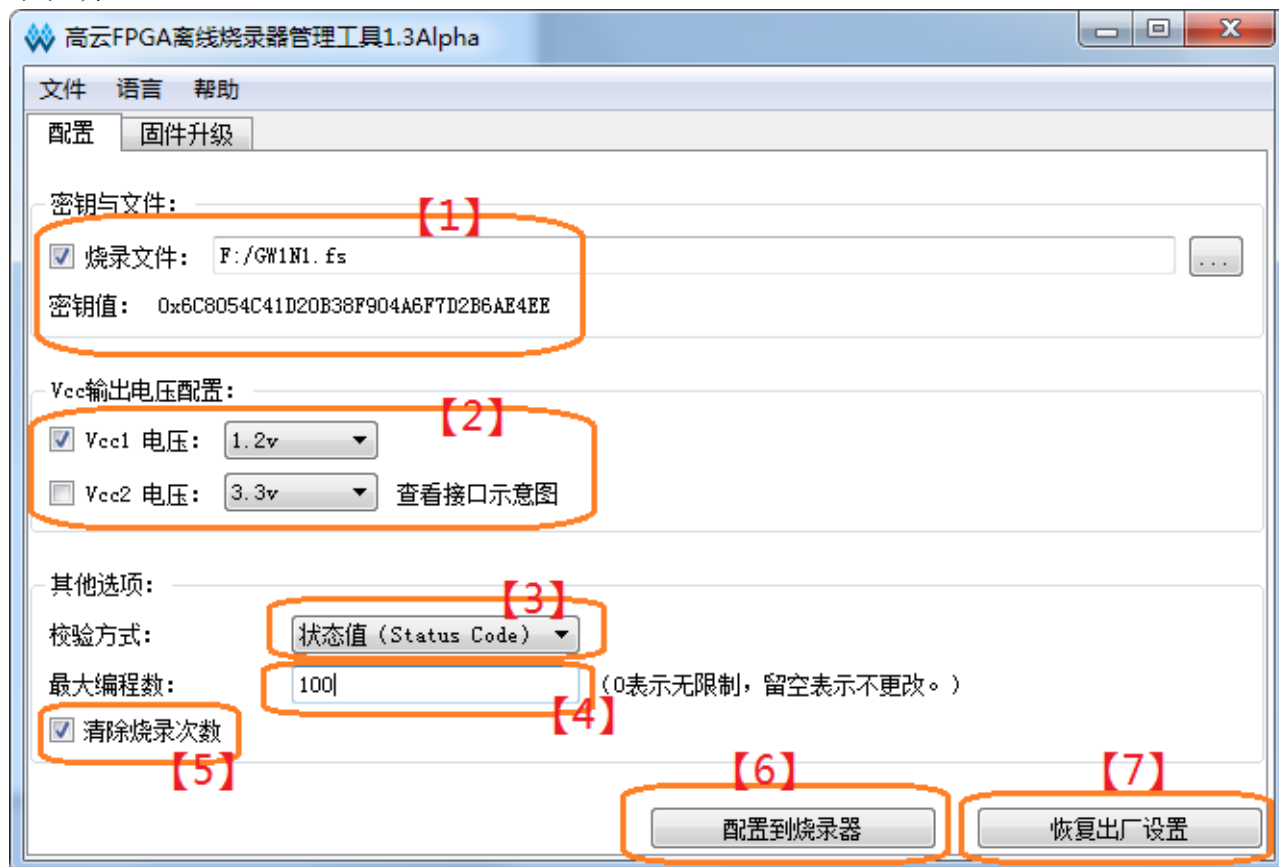 高云FPGA离线烧录器管理工具1.3Alpha
文件 语言 帮助
配置 固件升级
密钥与文件:
【1】
烧录文件: F:/GW1N1.fs ...
密钥值: 0x6C8054C41D20B38F904A6F7D2B6AE4EE
Vcc输出电压配置:
【2】
Vcc1 电压: 1.2v
Vcc2 电压: 3.3v 查看接口示意图
其他选项:
【3】
校验方式: 状态值 (Status Code)
最大编程数: 100 (0表示无限制,留空表示不更改。)
【4】
清除烧录次数
【5】 【6】 【7】
配置到烧录器 恢复出厂设置